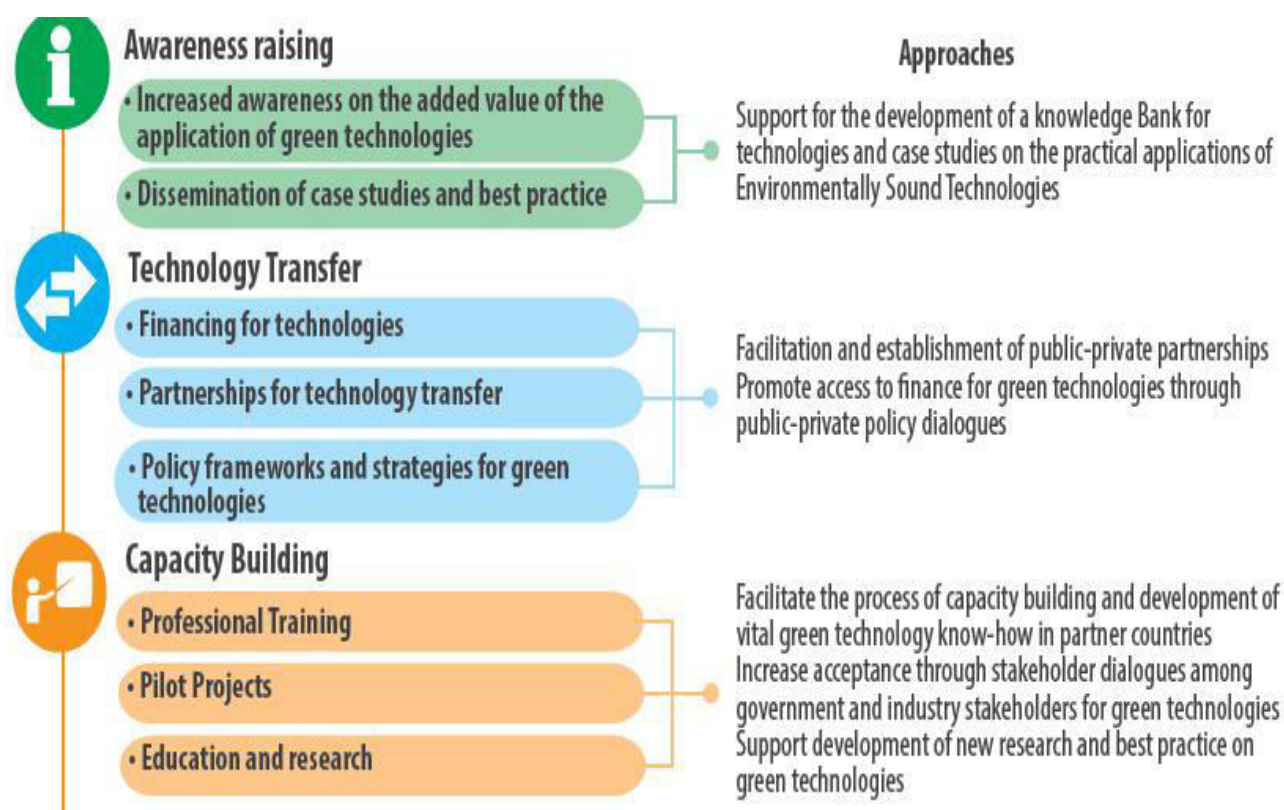 Awareness raising
• Increased awareness on the added value of the
application of green technologies
• Dissemination of case studies and best practice
Approaches
Support for the development of a knowledge Bank for
technologies and case studies on the practical applications of
Environmentally Sound Technologies
Technology Transfer
• Financing for technologies
• Partnerships for technology transfer
• Policy frameworks and strategies for green
technologies
Facilitation and establishment of public-private partnerships
Promote access to finance for green technologies through
public-private policy dialogues
Capacity Building
• Professional Training
• Pilot Projects
• Education and research
Facilitate the process of capacity building and development of
vital green technology know-how in partner countries
Increase acceptance through stakeholder dialogues among
government and industry stakeholders for green technologies
Support development of new research and best practice on
green technologies